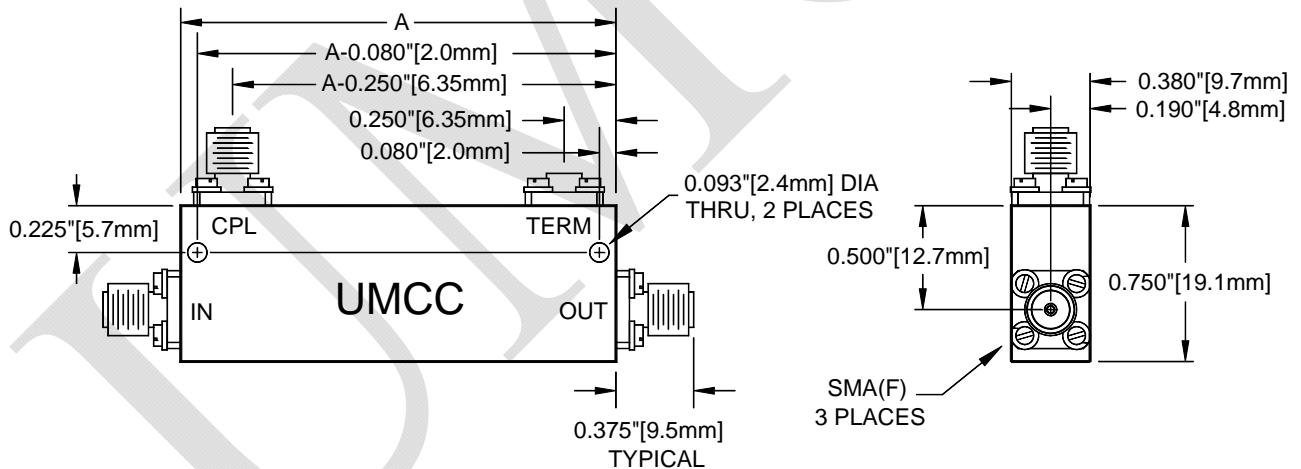 A
A-0.080"[2.0mm]
A-0.250"[6.35mm]
0.250"[6.35mm]
0.080"[2.0mm]
0.093"[2.4mm] DIA
THRU, 2 PLACES
0.225"[5.7mm]
CPL
TERM
IN
UMCC
OUT
0.375"[9.5mm]
TYPICAL
0.380"[9.7mm]
0.190"[4.8mm]
0.500"[12.7mm]
0.750"[19.1mm]
SMA(F)
3 PLACES